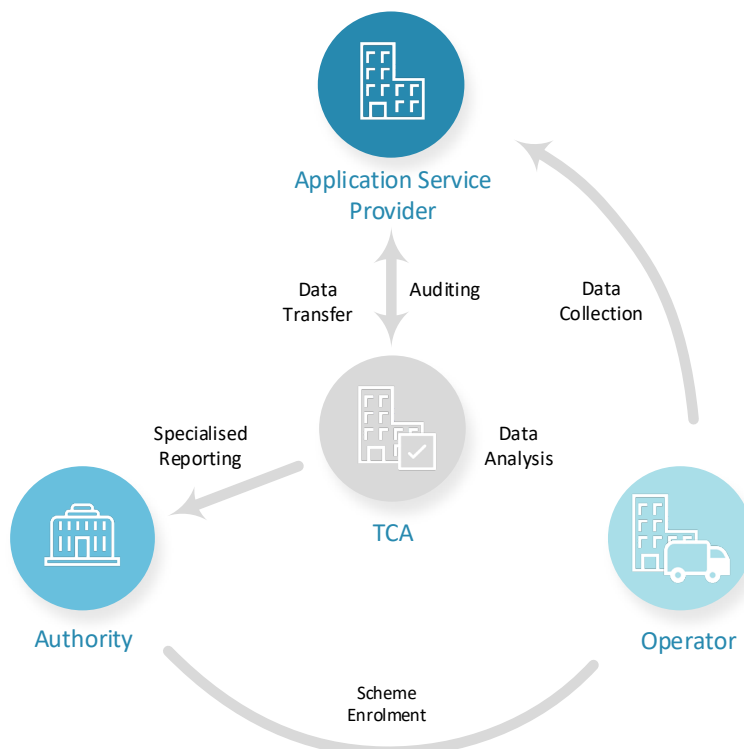 Application Service
Provider
Data
Transfer
Auditing
Data
Collection
Specialised
Reporting
Data
Analysis
TCA
Authority
Operator
Scheme
Enrolment